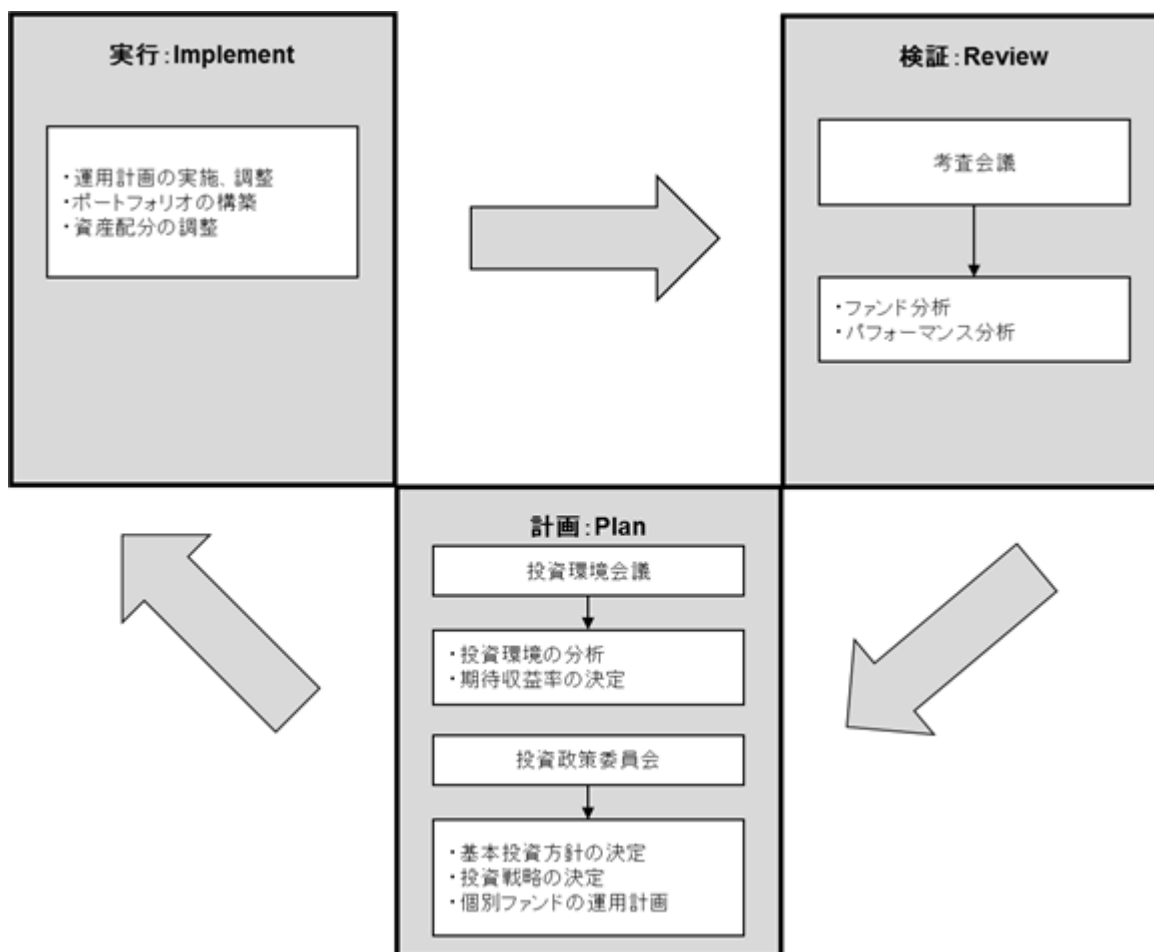 実行:Implement
・運用計画の実施、調整
・ポートフォリオの構築
・資産配分の調整
検証:Review
考査会議
・ファンド分析
・パフォーマンス分析
計画:Plan
投資環境会議
・投資環境の分析
・期待収益率の決定
投資政策委員会
・基本投資方針の決定
・投資戦略の決定
・個別ファンドの運用計画